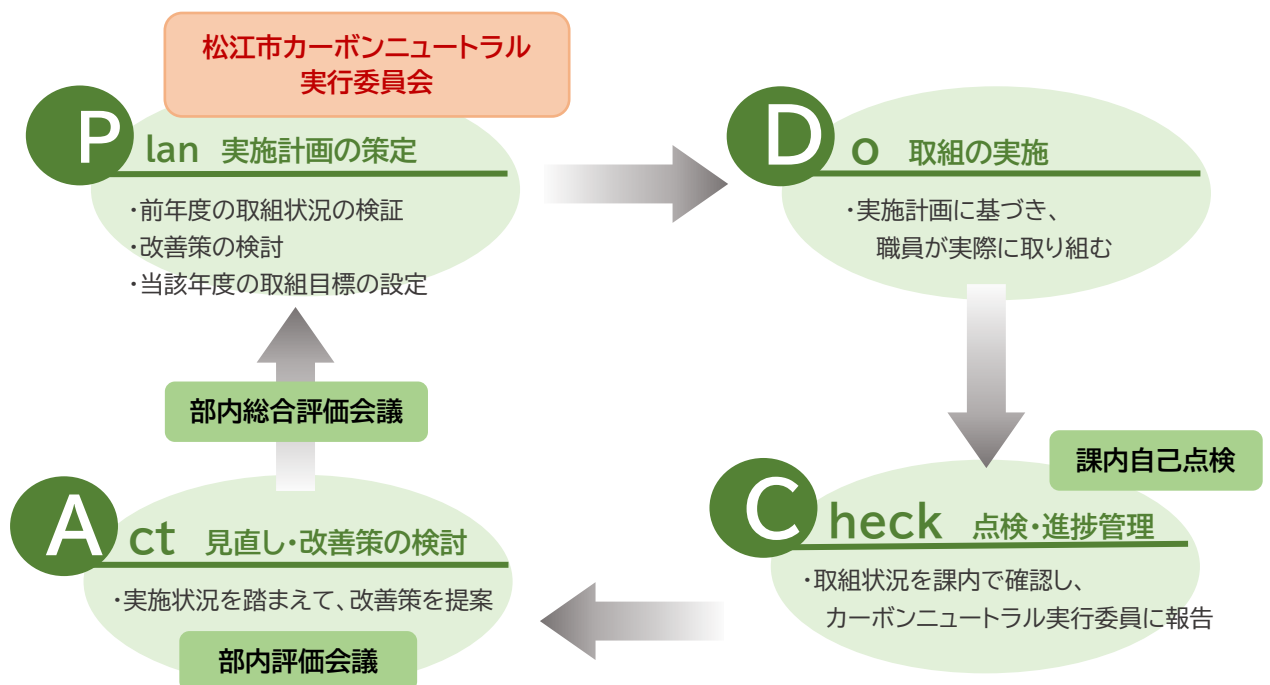 松江市カーボンニュートラル
実行委員会
Plan 実施計画の策定
・前年度の取組状況の検証
・改善策の検討
・当該年度の取組目標の設定
Do 取組の実施
・実施計画に基づき、
職員が実際に取り組む
課内自己点検
Check 点検・進捗管理
・取組状況を課内で確認し、
カーボンニュートラル実行委員に報告
Act 見直し・改善策の検討
・実施状況を踏まえて、改善策を提案
部内評価会議
部内総合評価会議